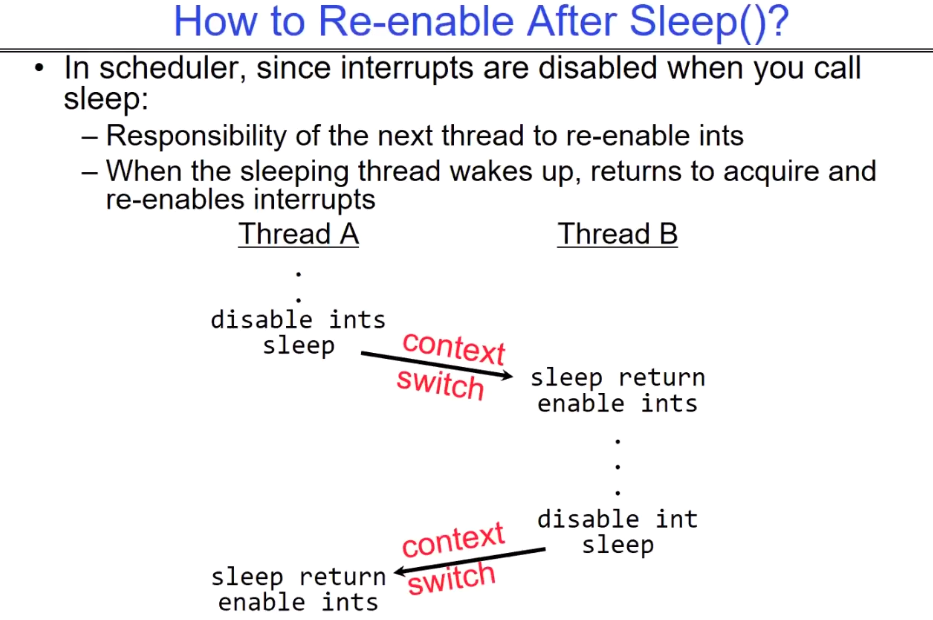 How to Re-enable After Sleep()?
• In scheduler, since interrupts are disabled when you call
sleep:
– Responsibility of the next thread to re-enable ints
– When the sleeping thread wakes up, returns to acquire and
re-enables interrupts
Thread A
Thread B
.
.
disable ints
sleep
context
switch
sleep return
enable ints
.
.
.
disable int
sleep
context
switch
sleep return
enable ints